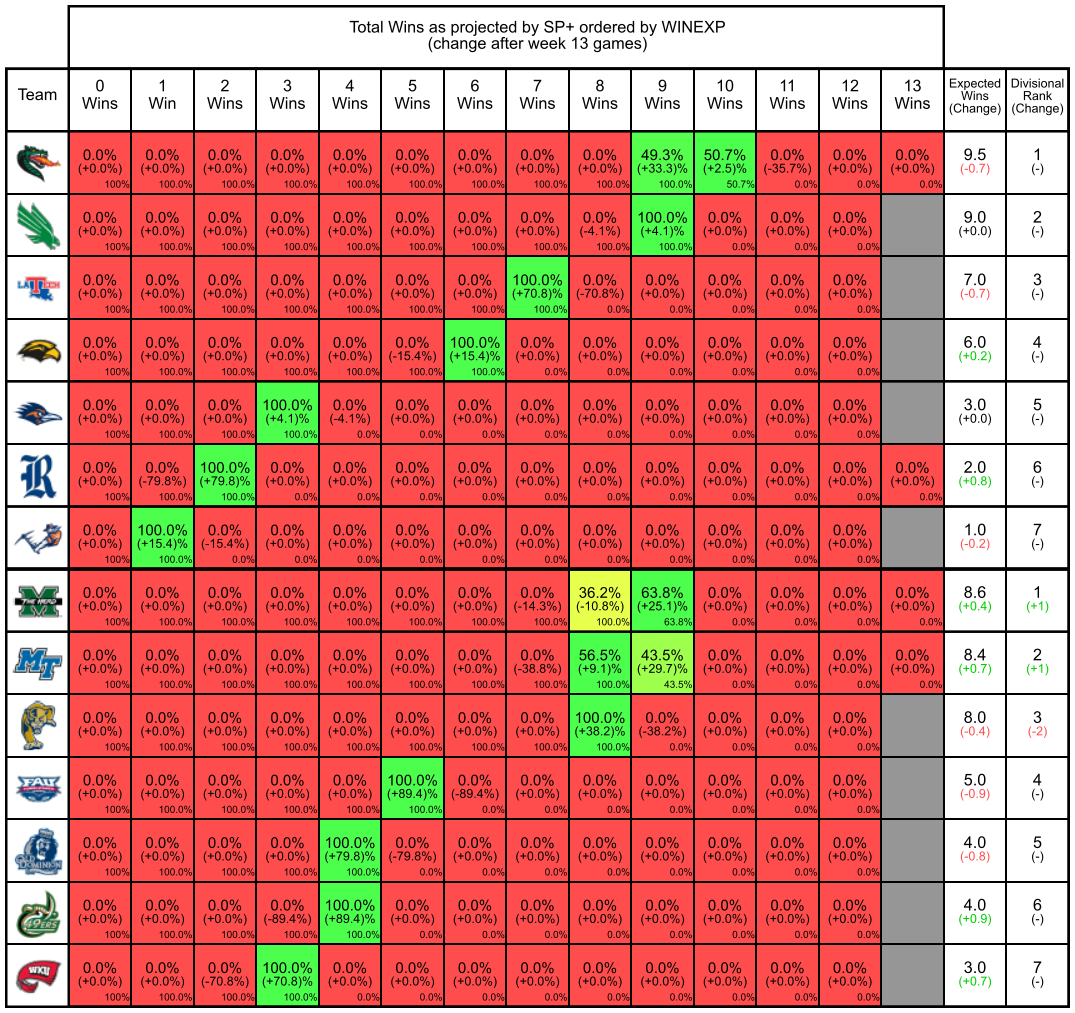 Total Wins as projected by SP+ ordered by WINEXP
(change after week 13 games)
Team 0 Wins 1 Win 2 Wins 3 Wins 4 Wins 5 Wins 6 Wins 7 Wins 8 Wins 9 Wins 10 Wins 11 Wins 12 Wins 13 Wins Expected Wins (Change) Divisional Rank (Change)
0.0% 0.0% 0.0% 0.0% 0.0% 0.0% 0.0% 0.0% 0.0% 49.3% 50.7% 0.0% 0.0% 0.0% 9.5 1
(+0.0%) (+0.0%) (+0.0%) (+0.0%) (+0.0%) (+0.0%) (+0.0%) (+0.0%) (+0.0%) (+33.3)% (+2.5)% (-35.7%) (+0.0%) (+0.0%) (-0.7) (-)
100% 100.0% 100.0% 100.0% 100.0% 100.0% 100.0% 100.0% 100.0% 100.0% 50.7% 0.0% 0.0% 0.0%
0.0% 0.0% 0.0% 0.0% 0.0% 0.0% 0.0% 0.0% 0.0% 100.0% 0.0% 0.0% 0.0% 9.0 2
(+0.0%) (+0.0%) (+0.0%) (+0.0%) (+0.0%) (+0.0%) (+0.0%) (+0.0%) (-4.1%) (+4.1)% (+0.0%) (+0.0%) (+0.0%) (+0.0) (-)
100% 100.0% 100.0% 100.0% 100.0% 100.0% 100.0% 100.0% 100.0% 100.0% 0.0% 0.0% 0.0%
LA TECH 0.0% 0.0% 0.0% 0.0% 0.0% 0.0% 0.0% 100.0% 0.0% 0.0% 0.0% 0.0% 0.0% 7.0 3
(+0.0%) (+0.0%) (+0.0%) (+0.0%) (+0.0%) (+0.0%) (+0.0%) (+70.8)% (-70.8%) (+0.0%) (+0.0%) (+0.0%) (+0.0%) (-0.7) (-)
100% 100.0% 100.0% 100.0% 100.0% 100.0% 100.0% 100.0% 0.0% 0.0% 0.0% 0.0% 0.0%
0.0% 0.0% 0.0% 0.0% 0.0% 0.0% 100.0% 0.0% 0.0% 0.0% 0.0% 0.0% 0.0% 6.0 4
(+0.0%) (+0.0%) (+0.0%) (+0.0%) (+0.0%) (-15.4%) (+15.4)% (+0.0%) (+0.0%) (+0.0%) (+0.0%) (+0.0%) (+0.0%) (+0.2) (-)
100% 100.0% 100.0% 100.0% 100.0% 100.0% 100.0% 0.0% 0.0% 0.0% 0.0% 0.0% 0.0%
0.0% 0.0% 0.0% 100.0% 0.0% 0.0% 0.0% 0.0% 0.0% 0.0% 0.0% 0.0% 0.0% 3.0 5
(+0.0%) (+0.0%) (+0.0%) (+4.1)% (-4.1%) (+0.0%) (+0.0%) (+0.0%) (+0.0%) (+0.0%) (+0.0%) (+0.0%) (+0.0%) (+0.0) (-)
100% 100.0% 100.0% 100.0% 0.0% 0.0% 0.0% 0.0% 0.0% 0.0% 0.0% 0.0% 0.0%
R 0.0% 0.0% 100.0% 0.0% 0.0% 0.0% 0.0% 0.0% 0.0% 0.0% 0.0% 0.0% 0.0% 0.0% 2.0 6
(+0.0%) (-79.8%) (+79.8)% (+0.0%) (+0.0%) (+0.0%) (+0.0%) (+0.0%) (+0.0%) (+0.0%) (+0.0%) (+0.0%) (+0.0%) (+0.0%) (+0.8) (-)
100% 100.0% 100.0% 0.0% 0.0% 0.0% 0.0% 0.0% 0.0% 0.0% 0.0% 0.0% 0.0% 0.0%
0.0% 100.0% 0.0% 0.0% 0.0% 0.0% 0.0% 0.0% 0.0% 0.0% 0.0% 0.0% 0.0% 1.0 7
(+0.0%) (+15.4)% (-15.4%) (+0.0%) (+0.0%) (+0.0%) (+0.0%) (+0.0%) (+0.0%) (+0.0%) (+0.0%) (+0.0%) (+0.0%) (-0.2) (-)
100% 100.0% 0.0% 0.0% 0.0% 0.0% 0.0% 0.0% 0.0% 0.0% 0.0% 0.0% 0.0%
M THE HERD 0.0% 0.0% 0.0% 0.0% 0.0% 0.0% 0.0% 0.0% 36.2% 63.8% 0.0% 0.0% 0.0% 0.0% 8.6 1
(+0.0%) (+0.0%) (+0.0%) (+0.0%) (+0.0%) (+0.0%) (+0.0%) (-14.3%) (-10.8%) (+25.1)% (+0.0%) (+0.0%) (+0.0%) (+0.0%) (+0.4) (+1)
100% 100.0% 100.0% 100.0% 100.0% 100.0% 100.0% 100.0% 100.0% 63.8% 0.0% 0.0% 0.0% 0.0%
MT 0.0% 0.0% 0.0% 0.0% 0.0% 0.0% 0.0% 0.0% 56.5% 43.5% 0.0% 0.0% 0.0% 0.0% 8.4 2
(+0.0%) (+0.0%) (+0.0%) (+0.0%) (+0.0%) (+0.0%) (+0.0%) (-38.8%) (+9.1)% (+29.7)% (+0.0%) (+0.0%) (+0.0%) (+0.0%) (+0.7) (+1)
100% 100.0% 100.0% 100.0% 100.0% 100.0% 100.0% 100.0% 100.0% 43.5% 0.0% 0.0% 0.0% 0.0%
0.0% 0.0% 0.0% 0.0% 0.0% 0.0% 0.0% 0.0% 100.0% 0.0% 0.0% 0.0% 0.0% 8.0 3
(+0.0%) (+0.0%) (+0.0%) (+0.0%) (+0.0%) (+0.0%) (+0.0%) (+0.0%) (+38.2)% (-38.2%) (+0.0%) (+0.0%) (+0.0%) (-0.4) (-2)
100% 100.0% 100.0% 100.0% 100.0% 100.0% 100.0% 100.0% 100.0% 0.0% 0.0% 0.0% 0.0%
FAU 0.0% 0.0% 0.0% 0.0% 0.0% 100.0% 0.0% 0.0% 0.0% 0.0% 0.0% 0.0% 0.0% 5.0 4
(+0.0%) (+0.0%) (+0.0%) (+0.0%) (+0.0%) (+89.4)% (-89.4%) (+0.0%) (+0.0%) (+0.0%) (+0.0%) (+0.0%) (+0.0%) (-0.9) (-)
100% 100.0% 100.0% 100.0% 100.0% 100.0% 0.0% 0.0% 0.0% 0.0% 0.0% 0.0% 0.0%
DOMINION 0.0% 0.0% 0.0% 0.0% 100.0% 0.0% 0.0% 0.0% 0.0% 0.0% 0.0% 0.0% 0.0% 4.0 5
(+0.0%) (+0.0%) (+0.0%) (+0.0%) (+79.8)% (-79.8%) (+0.0%) (+0.0%) (+0.0%) (+0.0%) (+0.0%) (+0.0%) (+0.0%) (-0.8) (-)
100% 100.0% 100.0% 100.0% 100.0% 0.0% 0.0% 0.0% 0.0% 0.0% 0.0% 0.0% 0.0%
49ERS 0.0% 0.0% 0.0% 0.0% 100.0% 0.0% 0.0% 0.0% 0.0% 0.0% 0.0% 0.0% 0.0% 4.0 6
(+0.0%) (+0.0%) (+0.0%) (-89.4%) (+89.4)% (+0.0%) (+0.0%) (+0.0%) (+0.0%) (+0.0%) (+0.0%) (+0.0%) (+0.0%) (+0.9) (-)
100% 100.0% 100.0% 100.0% 100.0% 0.0% 0.0% 0.0% 0.0% 0.0% 0.0% 0.0% 0.0%
WKU 0.0% 0.0% 0.0% 100.0% 0.0% 0.0% 0.0% 0.0% 0.0% 0.0% 0.0% 0.0% 0.0% 3.0 7
(+0.0%) (+0.0%) (-70.8%) (+70.8)% (+0.0%) (+0.0%) (+0.0%) (+0.0%) (+0.0%) (+0.0%) (+0.0%) (+0.0%) (+0.0%) (+0.7) (-)
100% 100.0% 100.0% 100.0% 0.0% 0.0% 0.0% 0.0% 0.0% 0.0% 0.0% 0.0% 0.0%